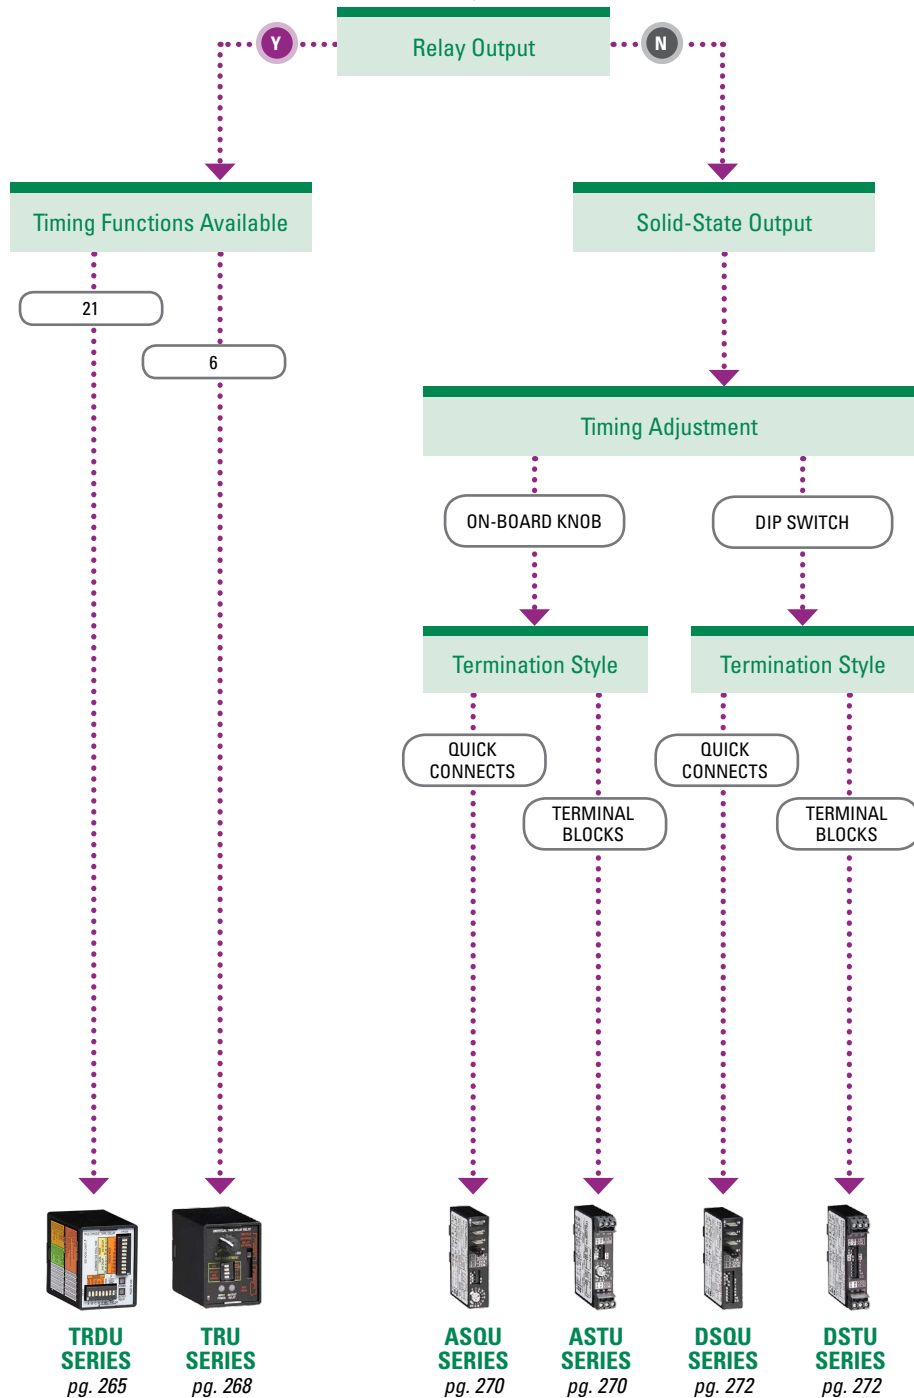 Y
Relay Output
N
Timing Functions Available
Solid-State Output
21
6
Timing Adjustment
ON-BOARD KNOB
DIP SWITCH
Termination Style
Termination Style
QUICK
CONNECTS
QUICK
CONNECTS
TERMINAL
BLOCKS
TERMINAL
BLOCKS
TRDU
SERIES
pg. 265
TRU
SERIES
pg. 268
ASQU
SERIES
pg. 270
ASTU
SERIES
pg. 270
DSQU
SERIES
pg. 272
DSTU
SERIES
pg. 272